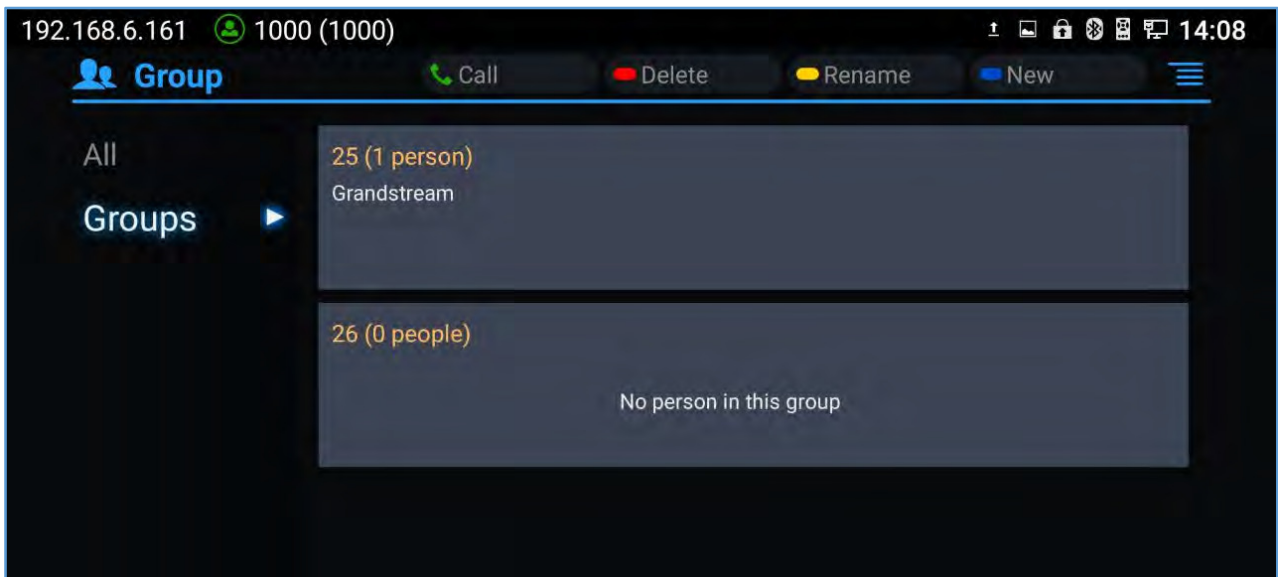 192.168.6.161 1000 (1000) 14:08
Group Call Delete Rename New
All
Groups
25 (1 person)
Grandstream
26 (0 people)
No person in this group